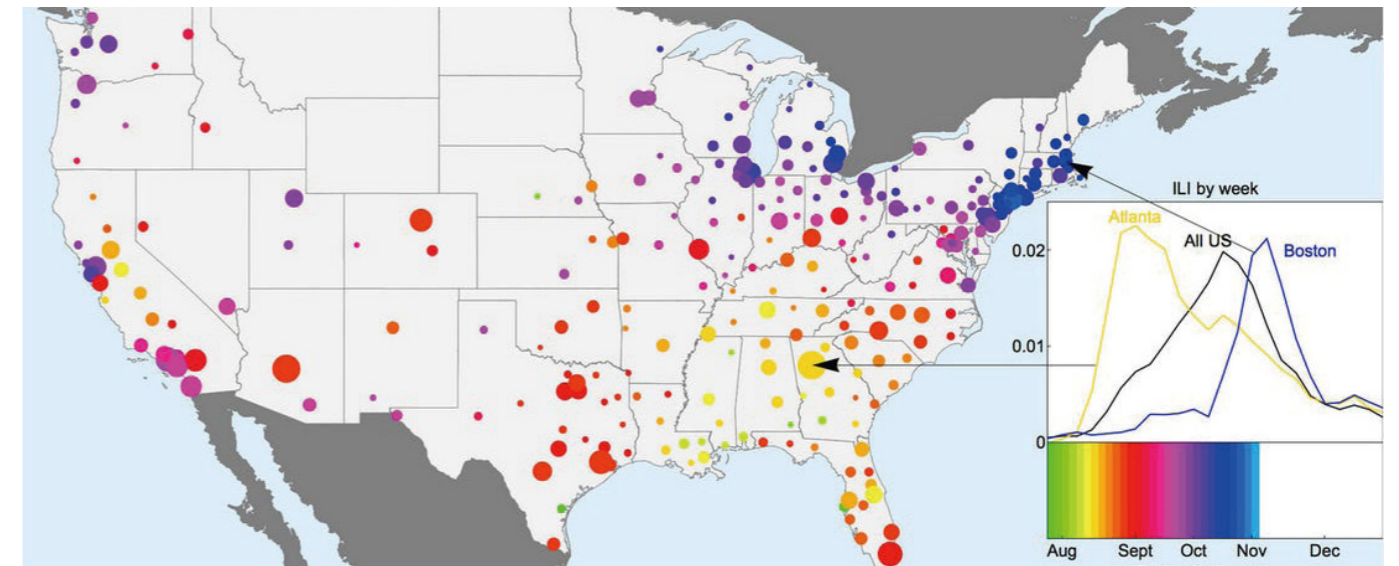 ILI by week
Atlanta
All US
Boston
0.02
0.01
0
Aug Sept Oct Nov Dec